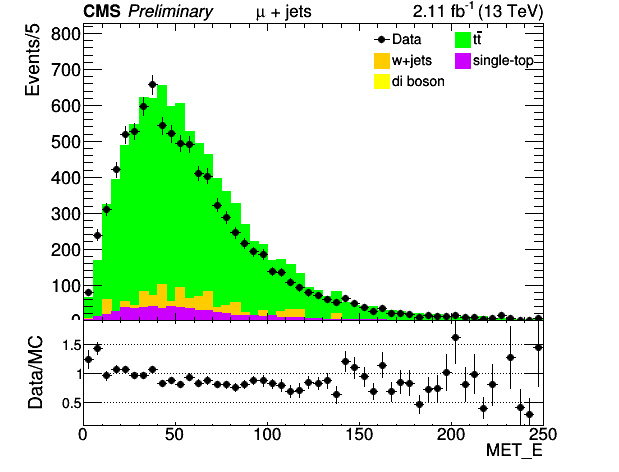 CMS Preliminary μ + jets 2.11 fb⁻¹ (13 TeV)
Events/5
800
700
600
500
400
300
200
100
0
Data
tt̄
w+jets
single-top
di boson
Data/MC
1.5
1
0.5
0 50 100 150 200 250
MET_E